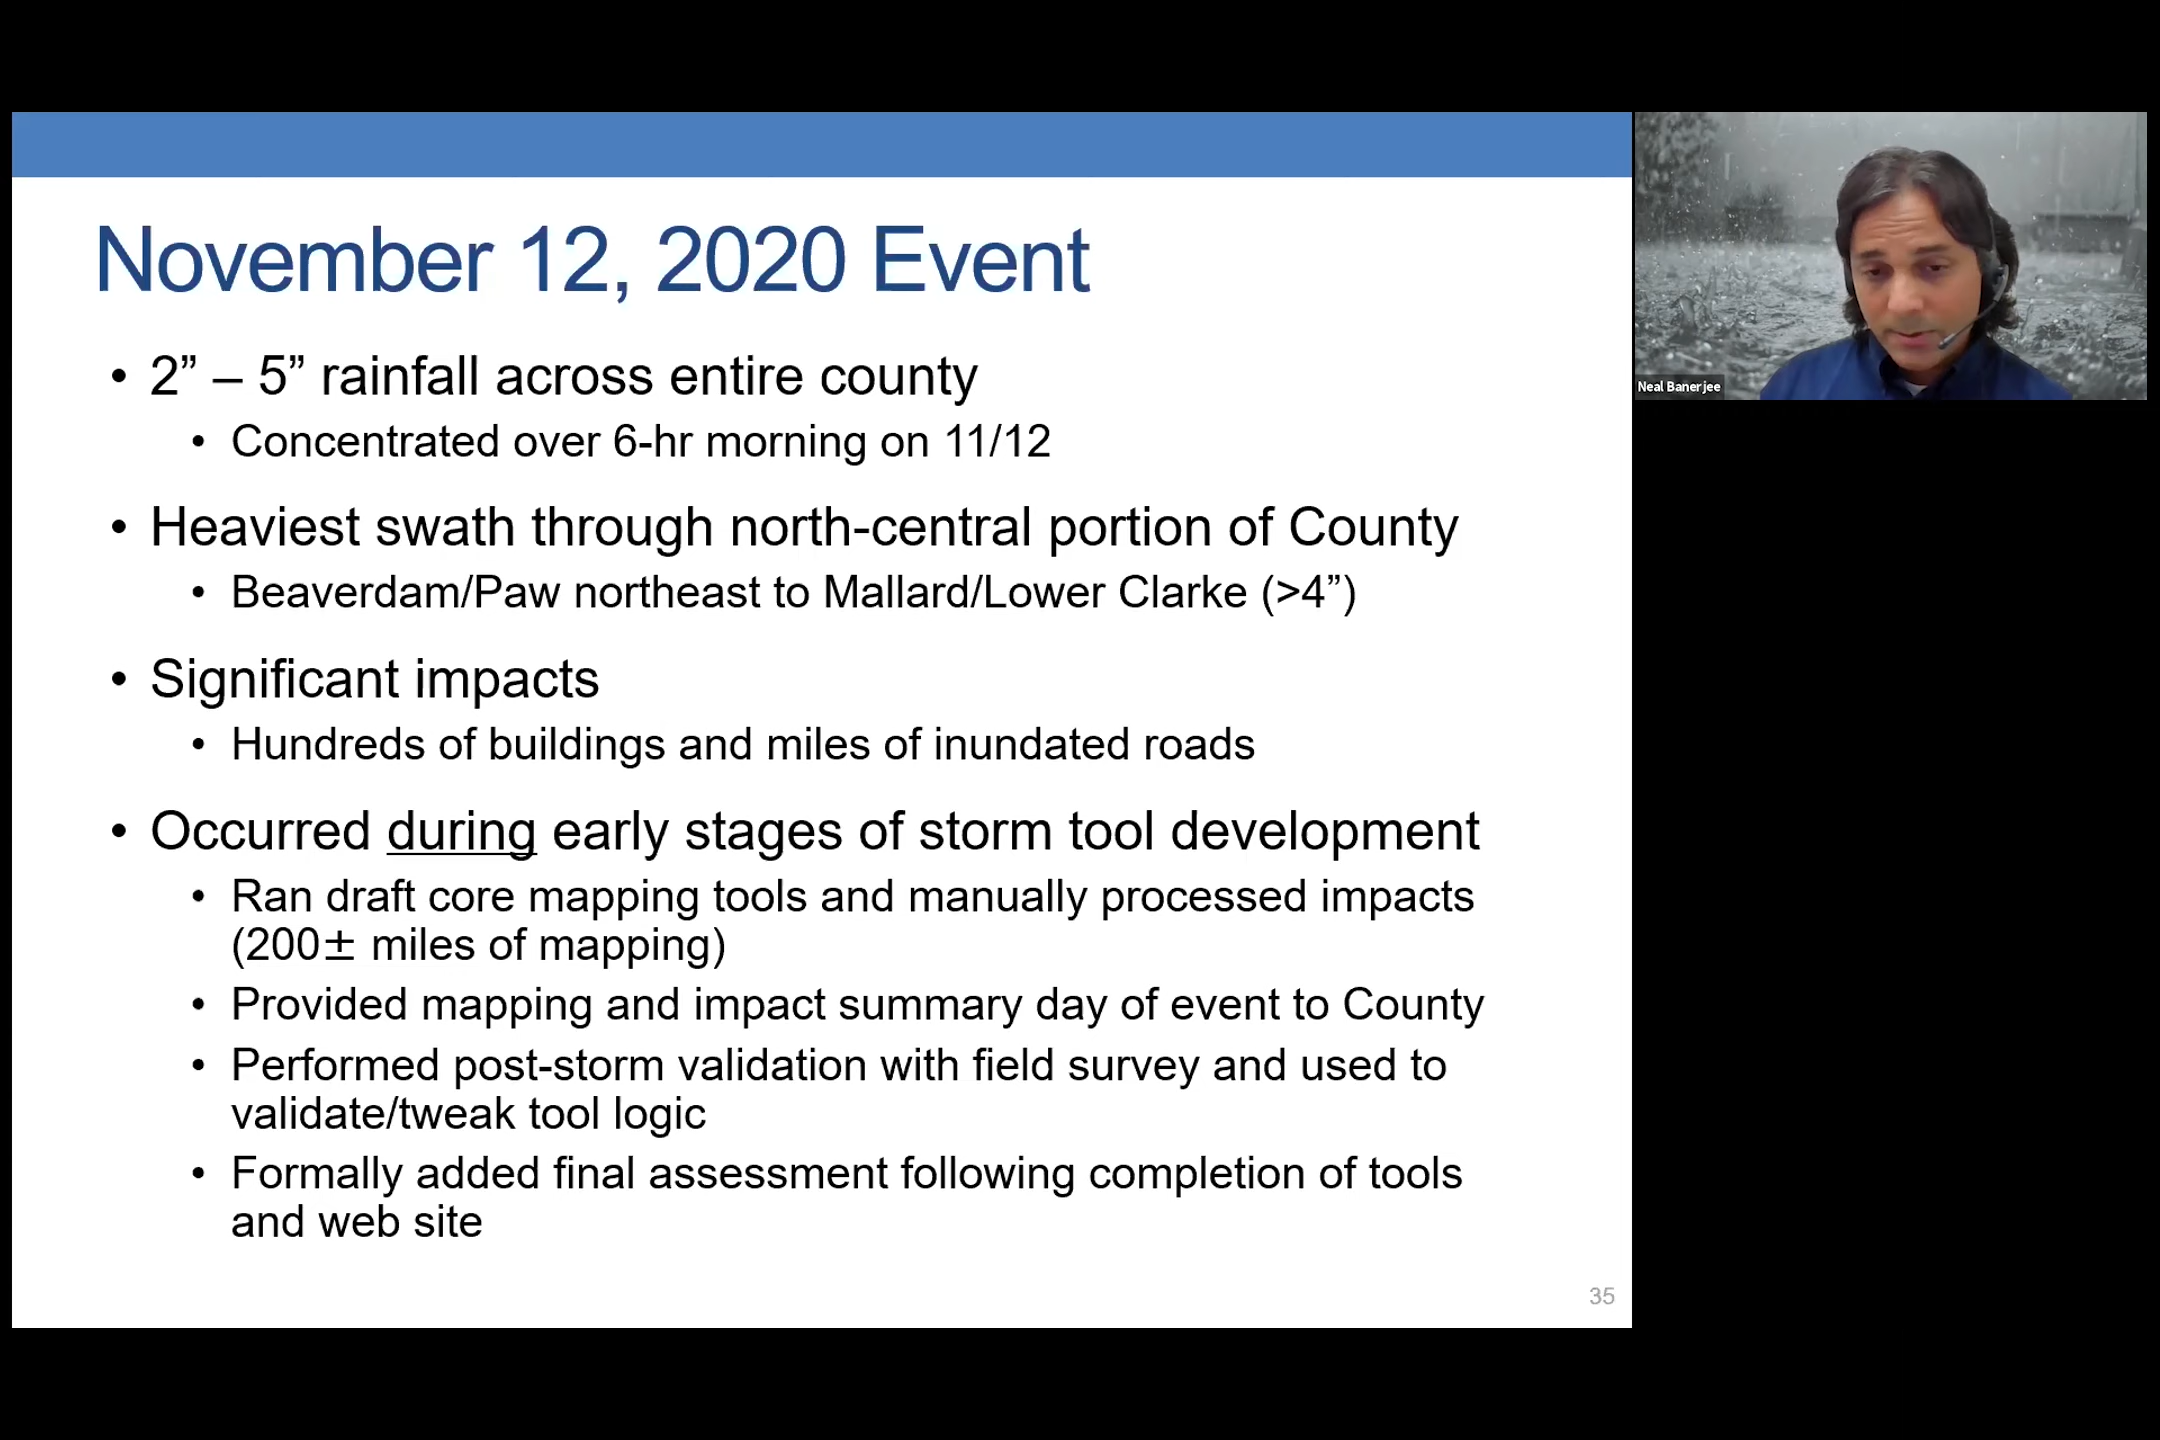 November 12, 2020 Event
• 2” – 5” rainfall across entire county
• Concentrated over 6-hr morning on 11/12
• Heaviest swath through north-central portion of County
• Beaverdam/Paw northeast to Mallard/Lower Clarke (>4”)
• Significant impacts
• Hundreds of buildings and miles of inundated roads
• Occurred during early stages of storm tool development
• Ran draft core mapping tools and manually processed impacts
(200± miles of mapping)
• Provided mapping and impact summary day of event to County
• Performed post-storm validation with field survey and used to
validate/tweak tool logic
• Formally added final assessment following completion of tools
and web site
35
Neal Banerjee